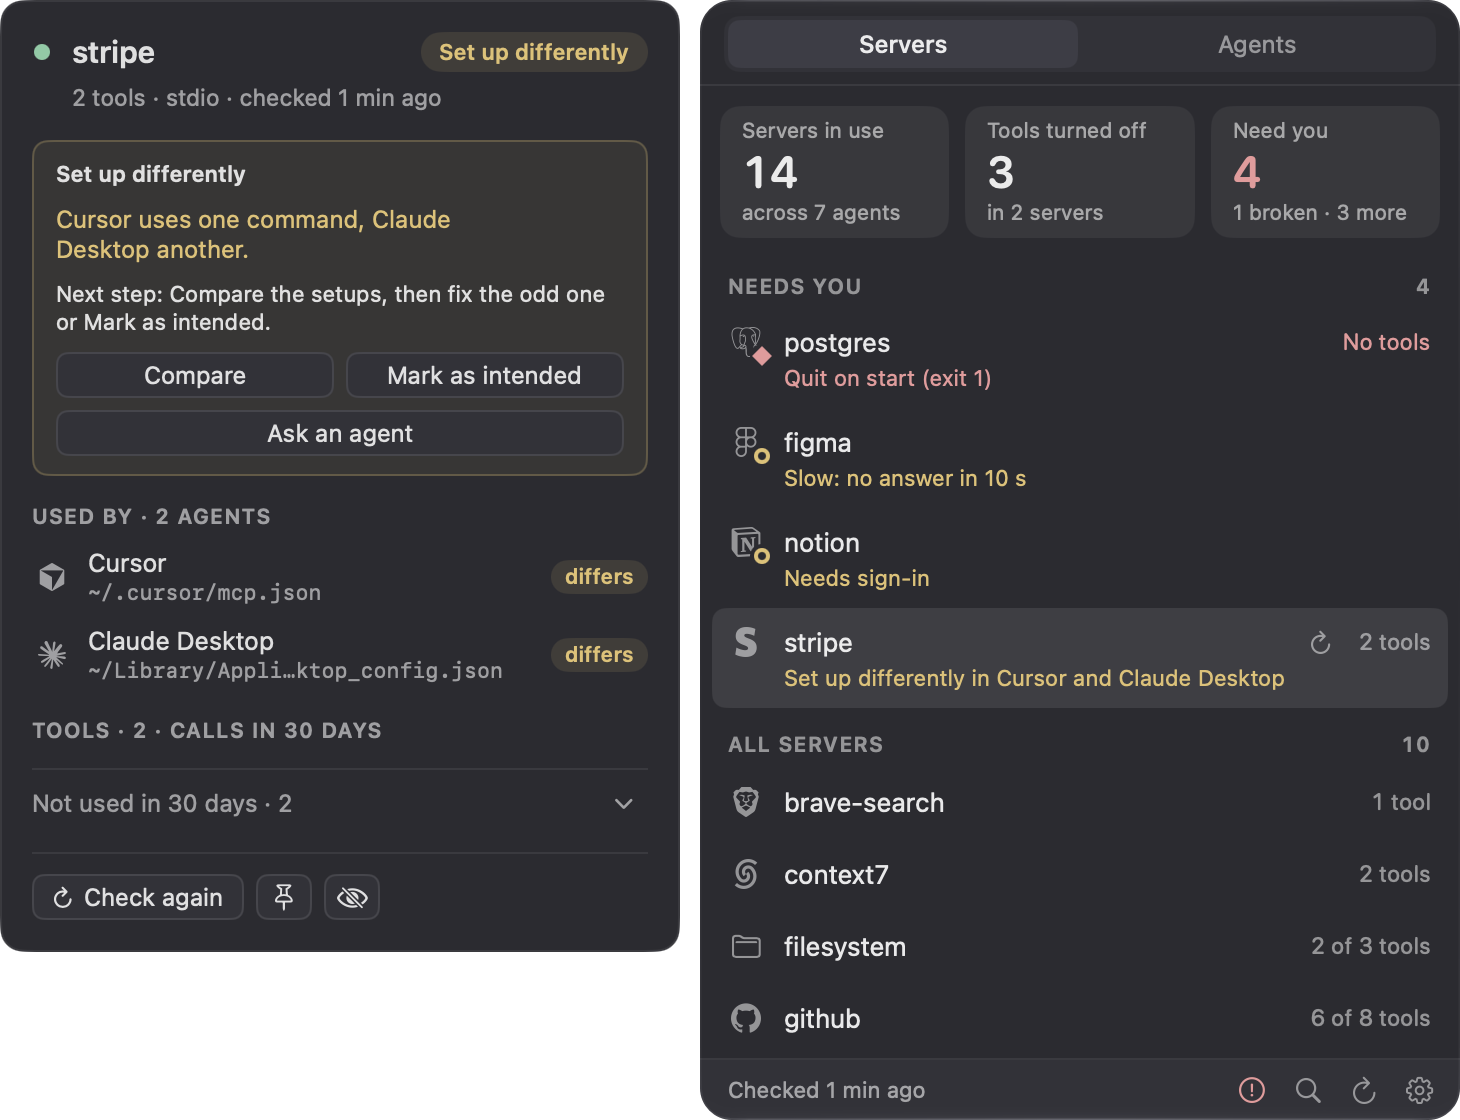 stripe
Set up differently
2 tools · stdio · checked 1 min ago
Set up differently
Cursor uses one command, Claude
Desktop another.
Next step: Compare the setups, then fix the odd one
or Mark as intended.
Compare
Mark as intended
Ask an agent
USED BY · 2 AGENTS
Cursor
~/.cursor/mcp.json
differs
Claude Desktop
~/Library/Appli…ktop_config.json
differs
TOOLS · 2 · CALLS IN 30 DAYS
Not used in 30 days · 2
Check again
Servers
Agents
Servers in use
14
across 7 agents
Tools turned off
3
in 2 servers
Need you
4
1 broken · 3 more
NEEDS YOU
4
postgres
No tools
Quit on start (exit 1)
figma
Slow: no answer in 10 s
notion
Needs sign-in
stripe
2 tools
Set up differently in Cursor and Claude Desktop
ALL SERVERS
10
brave-search
1 tool
context7
2 tools
filesystem
2 of 3 tools
github
6 of 8 tools
Checked 1 min ago